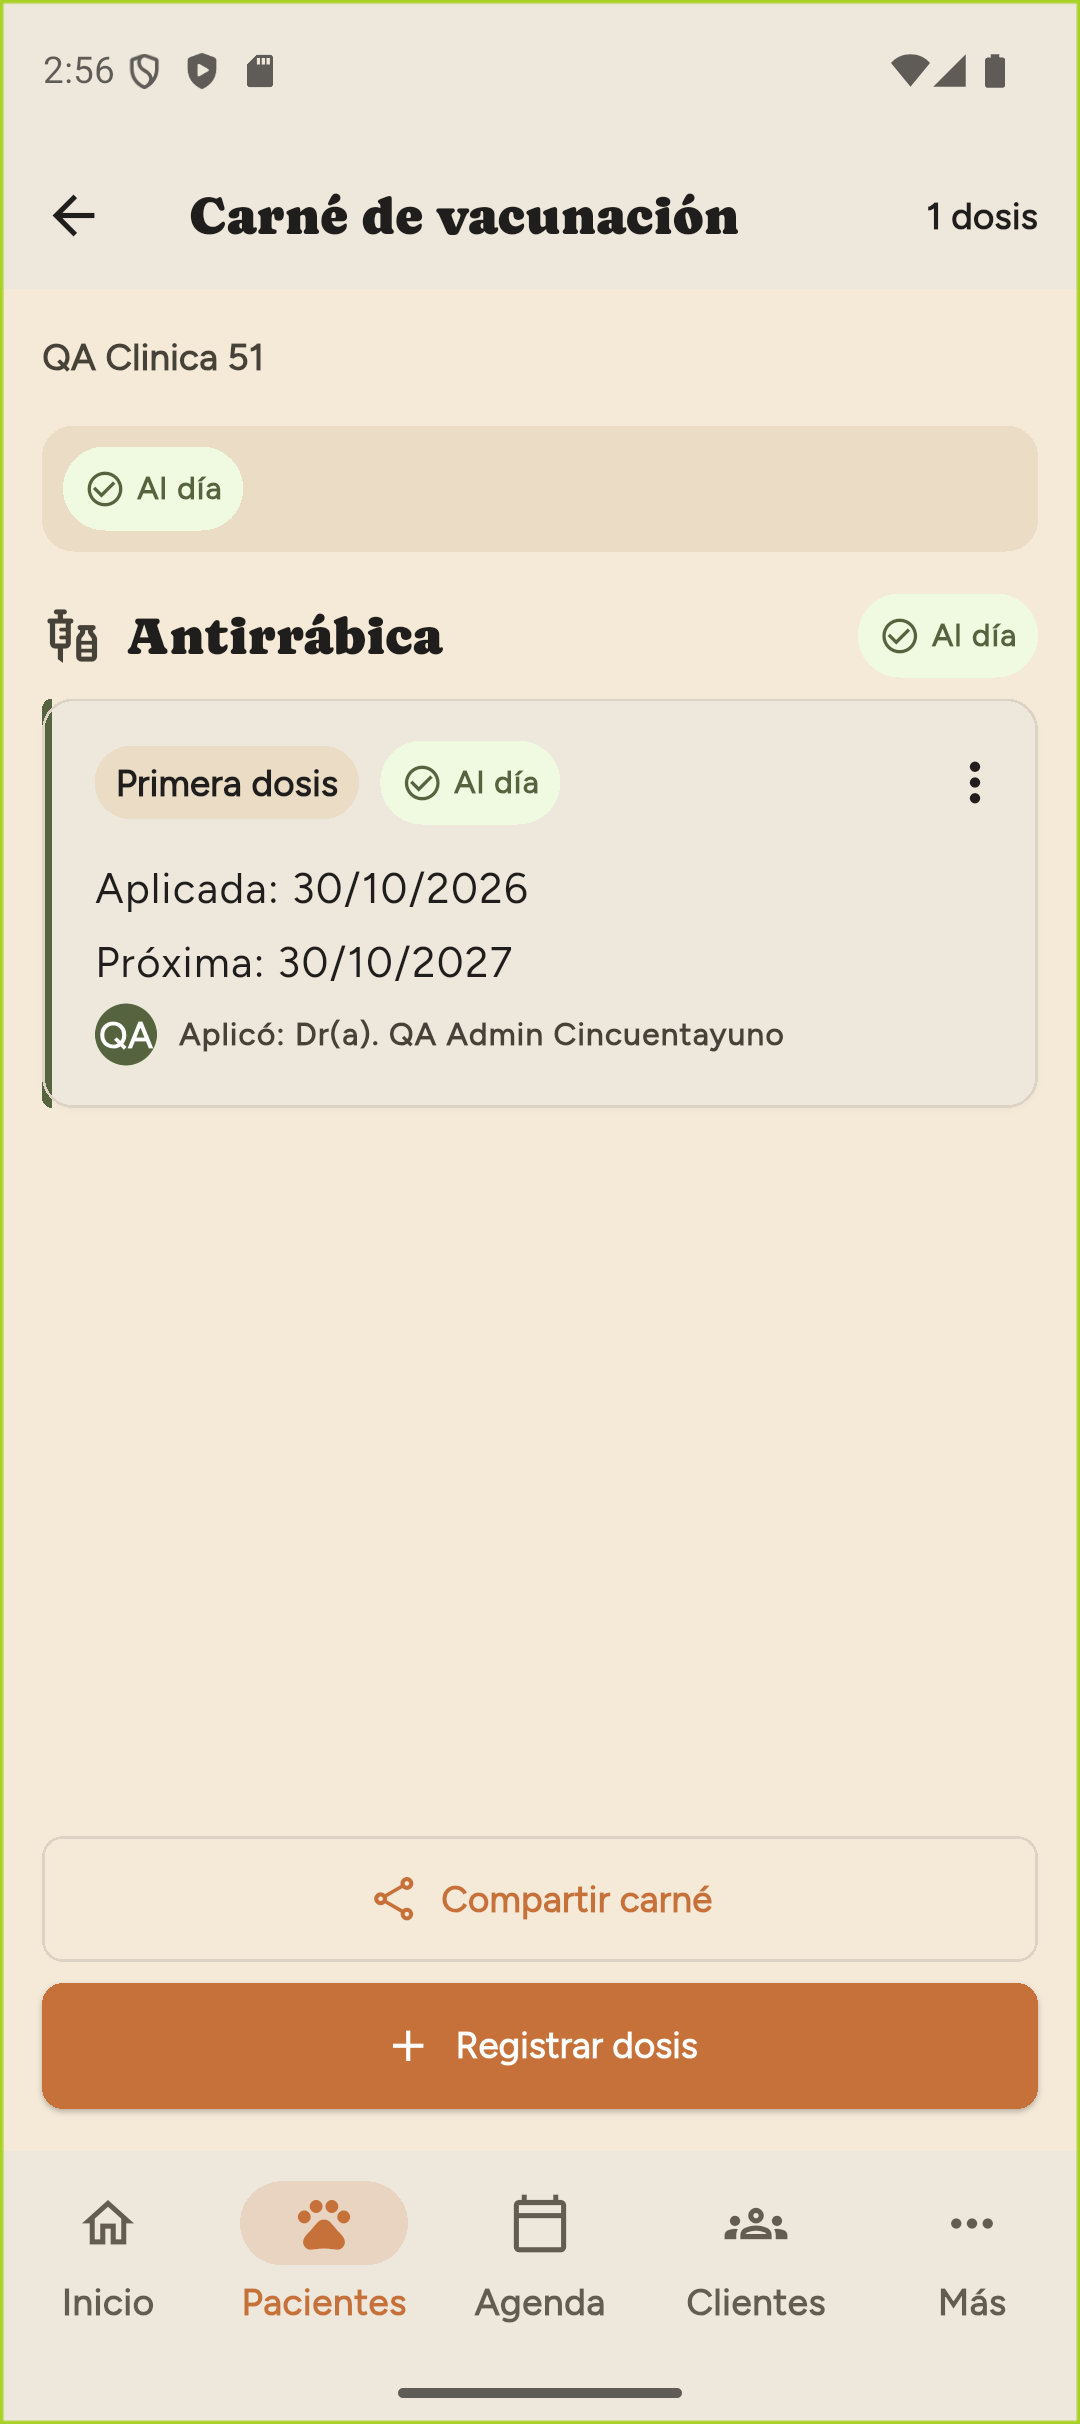 2:56
Carné de vacunación
1 dosis
QA Clinica 51
Al día
Antirrábica
Al día
Primera dosis
Al día
Aplicada: 30/10/2026
Próxima: 30/10/2027
QA
Aplicó: Dr(a). QA Admin Cincuentayuno
Compartir carné
Registrar dosis
Inicio
Pacientes
Agenda
Clientes
Más